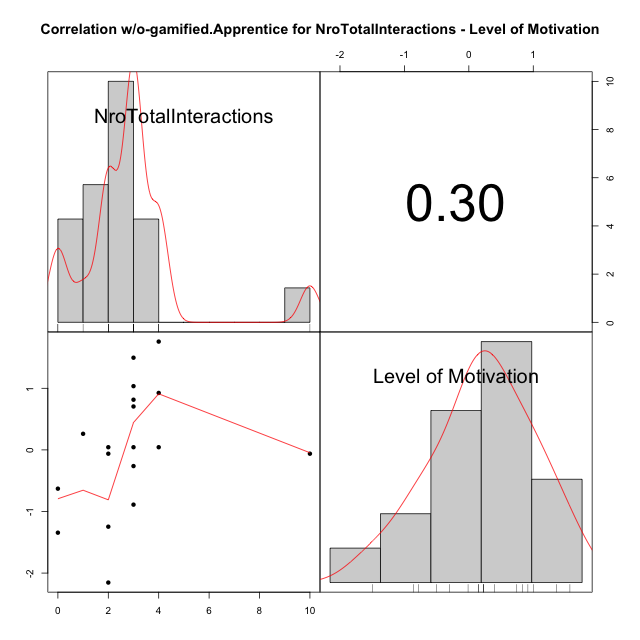 Correlation w/o-gamified.Apprentice for NroTotalInteractions - Level of Motivation
-2 -1 0 1
NroTotalInteractions
0.30
0 2 4 6 8 10
Level of Motivation
-2 -1 0 1
0 2 4 6 8 10